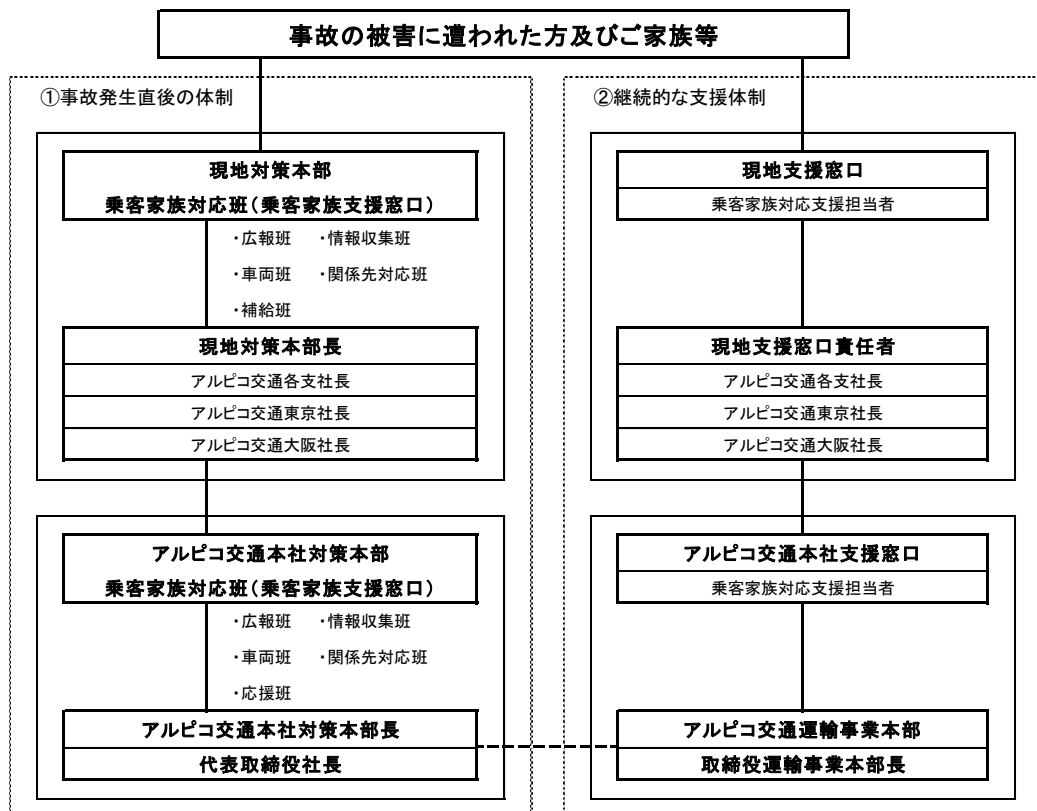 事故の被害に遭われた方及びご家族等
①事故発生直後の体制
現地対策本部
乗客家族対応班(乗客家族支援窓口)
・広報班 ・情報収集班
・車両班 ・関係先対応班
・補給班
現地対策本部長
アルピコ交通各支社長
アルピコ交通東京社長
アルピコ交通大阪社長
アルピコ交通本社対策本部
乗客家族対応班(乗客家族支援窓口)
・広報班 ・情報収集班
・車両班 ・関係先対応班
・応援班
アルピコ交通本社対策本部長
代表取締役社長
②継続的な支援体制
現地支援窓口
乗客家族対応支援担当者
現地支援窓口責任者
アルピコ交通各支社長
アルピコ交通東京社長
アルピコ交通大阪社長
アルピコ交通本社支援窓口
乗客家族対応支援担当者
アルピコ交通運輸事業本部
取締役運輸事業本部長